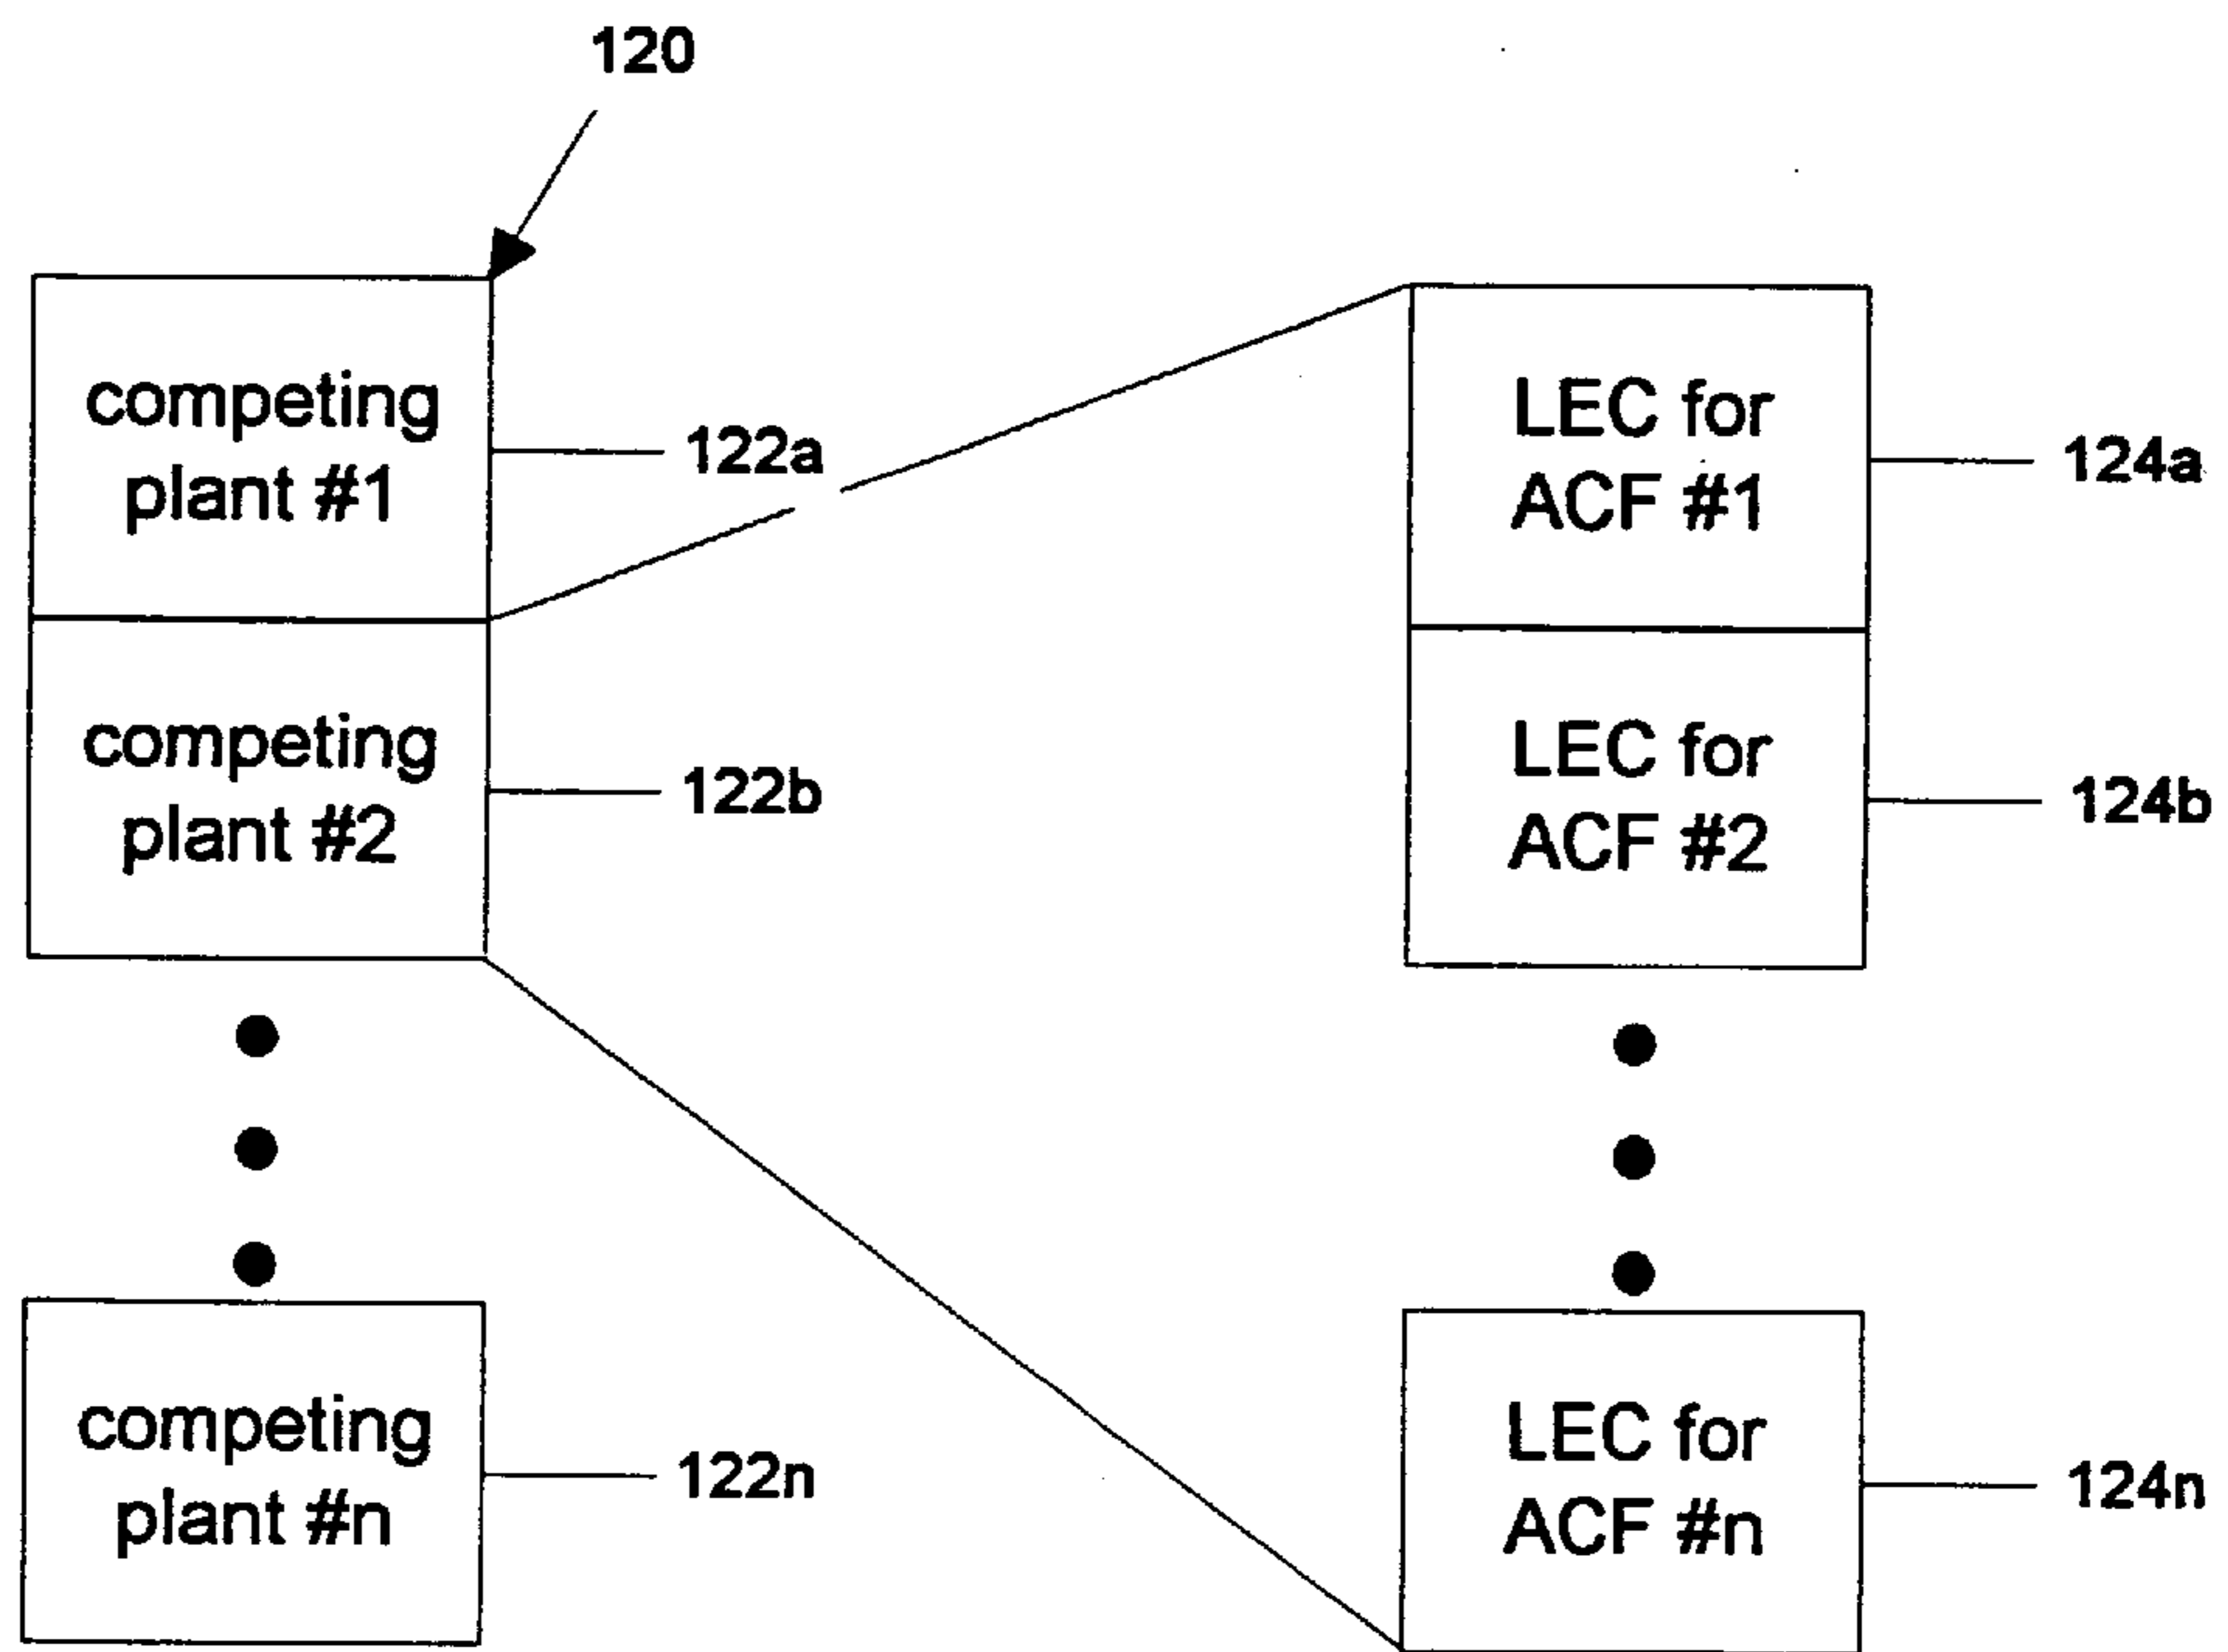 120
competing
plant #1
122a
LEC for
ACF #1
124a
competing
plant #2
122b
LEC for
ACF #2
124b
competing
plant #n
122n
LEC for
ACF #n
124n